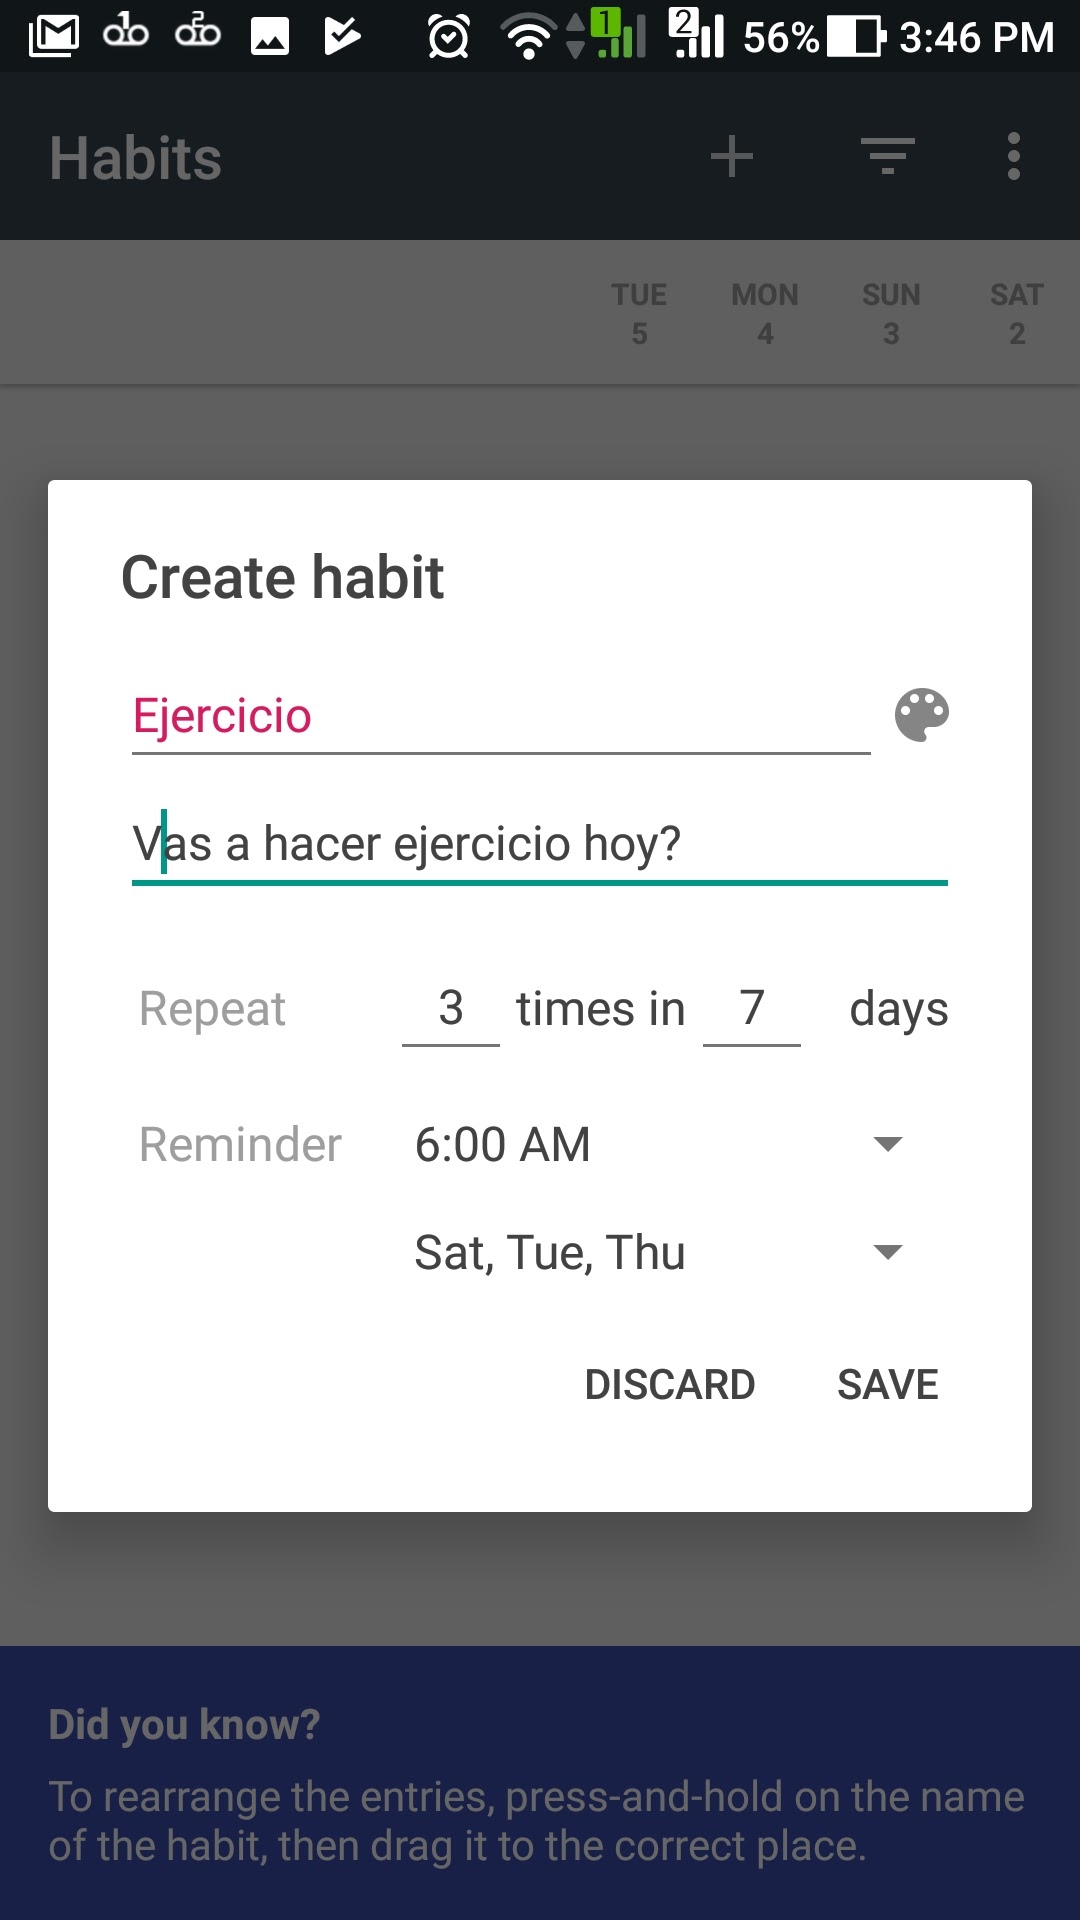 1 2 56% 3:46 PM
Habits
TUE MON SUN SAT
5 4 3 2
Create habit
Ejercicio
Vas a hacer ejercicio hoy?
Repeat 3 times in 7 days
Reminder 6:00 AM
Sat, Tue, Thu
DISCARD SAVE
Did you know?
To rearrange the entries, press-and-hold on the name
of the habit, then drag it to the correct place.